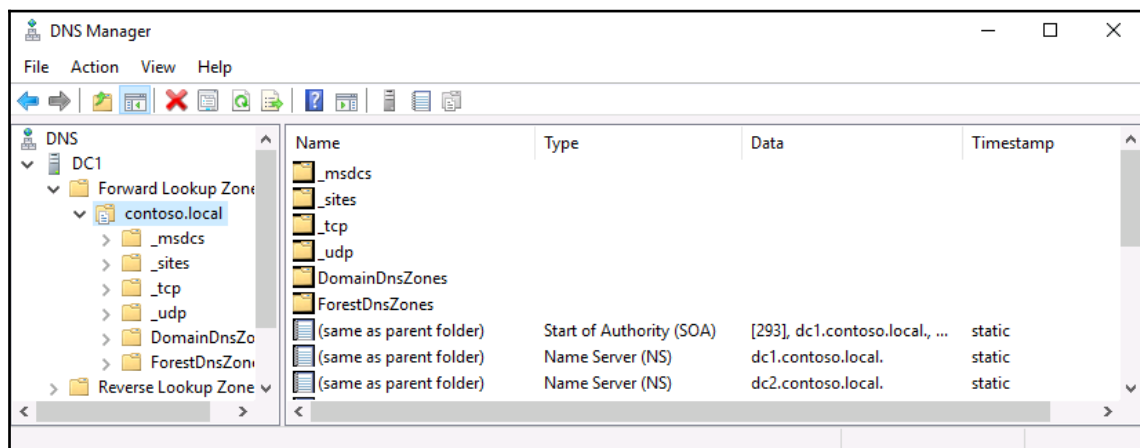 DNS Manager
File Action View Help
DNS
DC1
Forward Lookup Zone
contoso.local
_msdcs
_sites
_tcp
_udp
DomainDnsZo
ForestDnsZon
Reverse Lookup Zone
Name Type Data Timestamp
_msdcs
_sites
_tcp
_udp
DomainDnsZones
ForestDnsZones
(same as parent folder) Start of Authority (SOA) [293], dc1.contoso.local., ... static
(same as parent folder) Name Server (NS) dc1.contoso.local. static
(same as parent folder) Name Server (NS) dc2.contoso.local. static